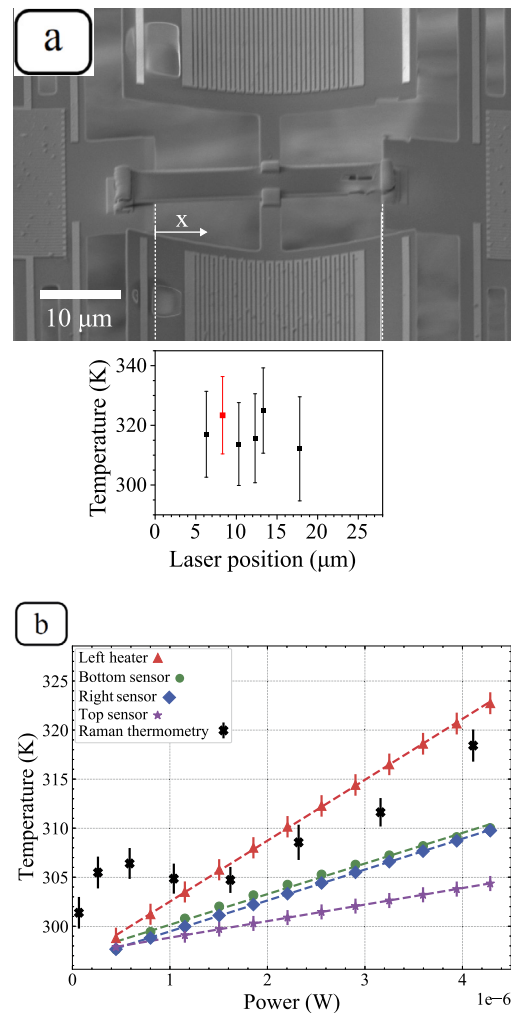 a
X
10 μm
Temperature (K)
340
320
300
0 5 10 15 20 25
Laser position (μm)
b
Left heater
Bottom sensor
Right sensor
Top sensor
Raman thermometry
Temperature (K)
325
320
315
310
305
300
0 1 2 3 4
1e−6
Power (W)